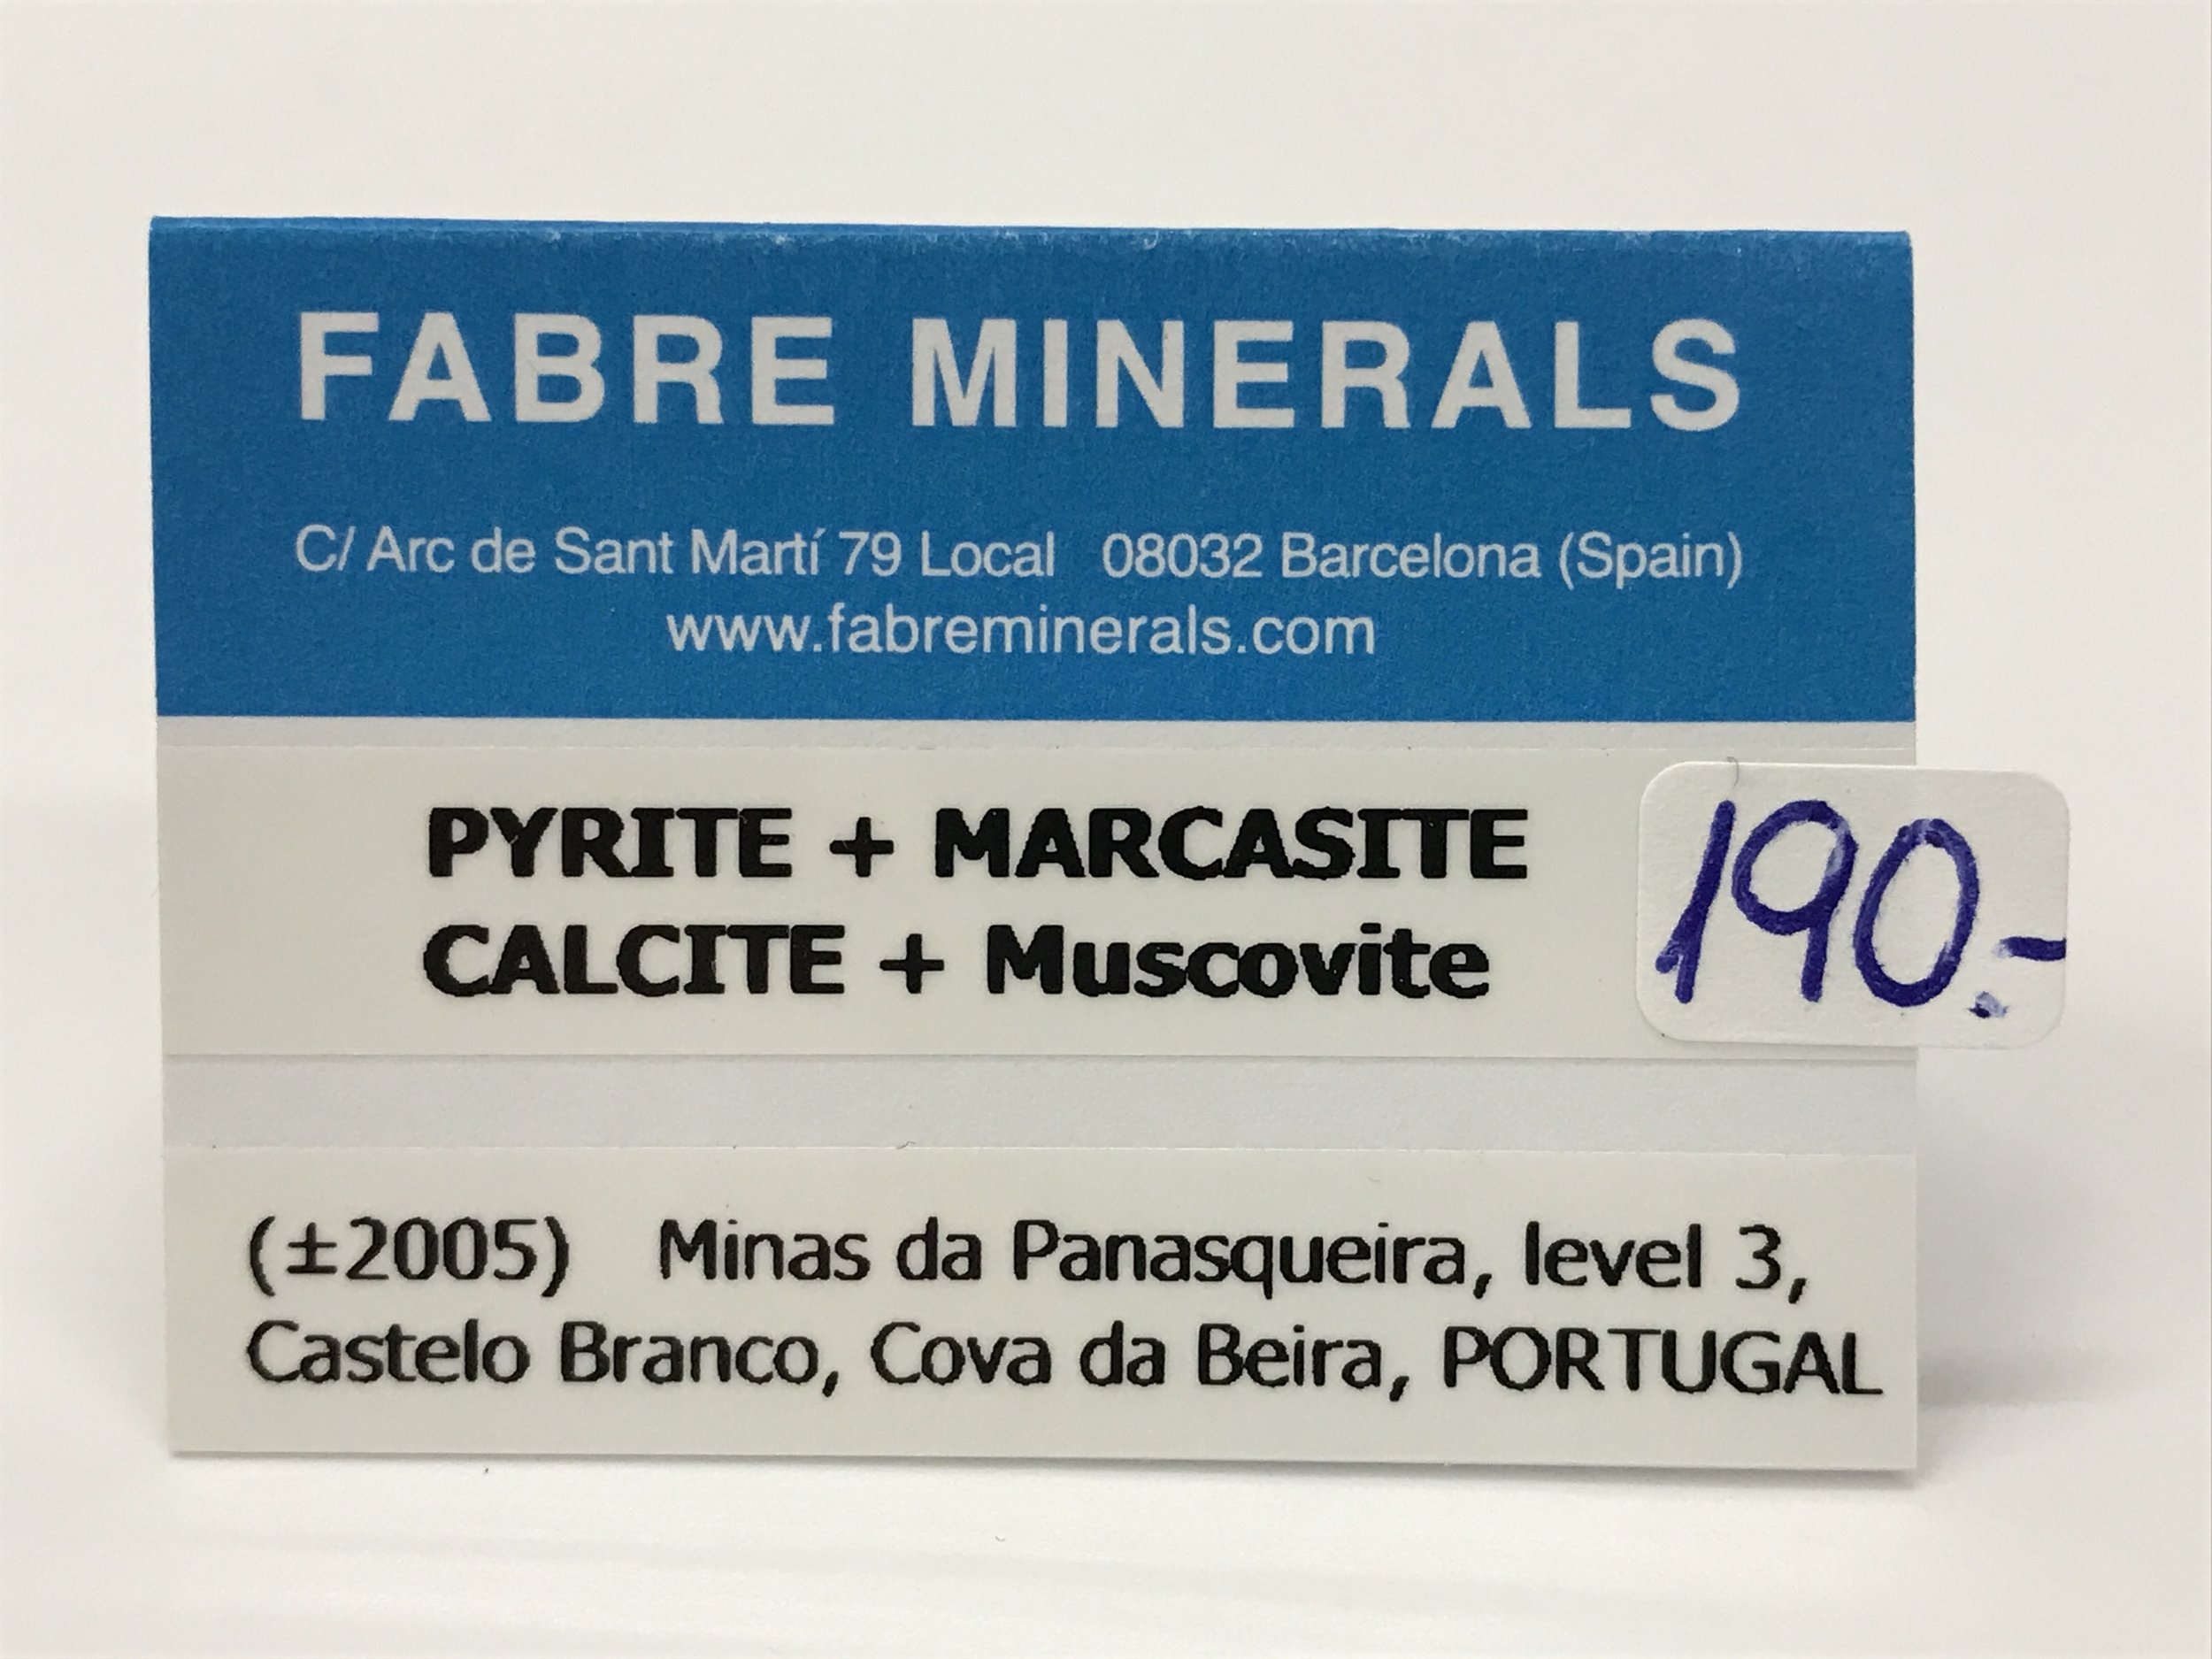 FABRE MINERALS
C/ Arc de Sant Martí 79 Local 08032 Barcelona (Spain)
www.fabreminerals.com
PYRITE + MARCASITE
CALCITE + Muscovite
190.-
(±2005) Minas da Panasqueira, level 3,
Castelo Branco, Cova da Beira, PORTUGAL